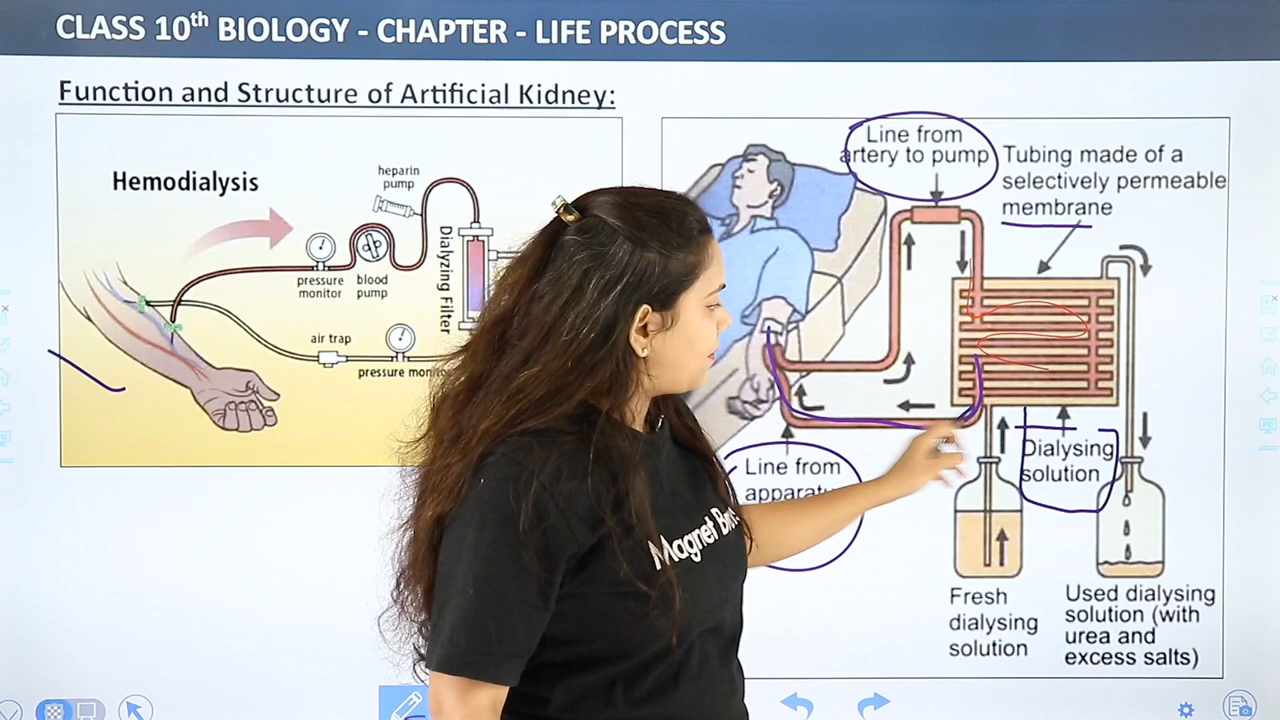 CLASS 10th BIOLOGY - CHAPTER - LIFE PROCESS
Function and Structure of Artificial Kidney:
Hemodialysis
heparin
pump
pressure
monitor
blood
pump
Dialyzing Filter
air trap
pressure
Line from
artery to pump
Tubing made of a
selectively permeable
membrane
Line from
Dialysing
solution
Fresh
dialysing
solution
Used dialysing
solution (with
urea and
excess salts)
Magnet